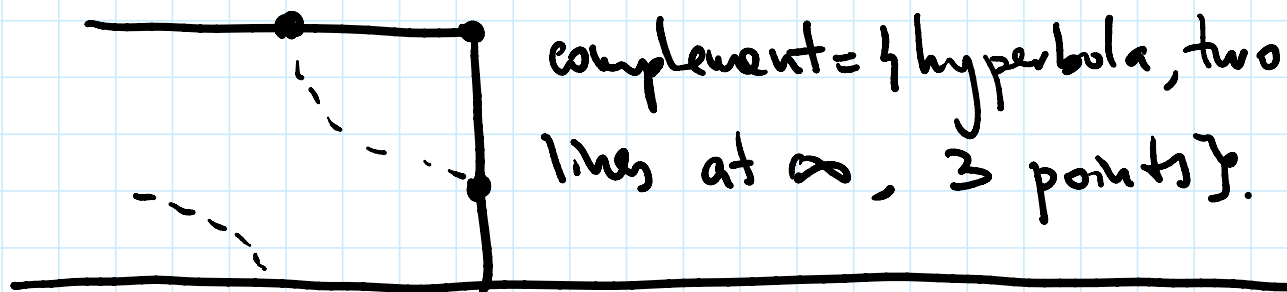 complement = { hyperbola, two
lines at ∞, 3 points}.